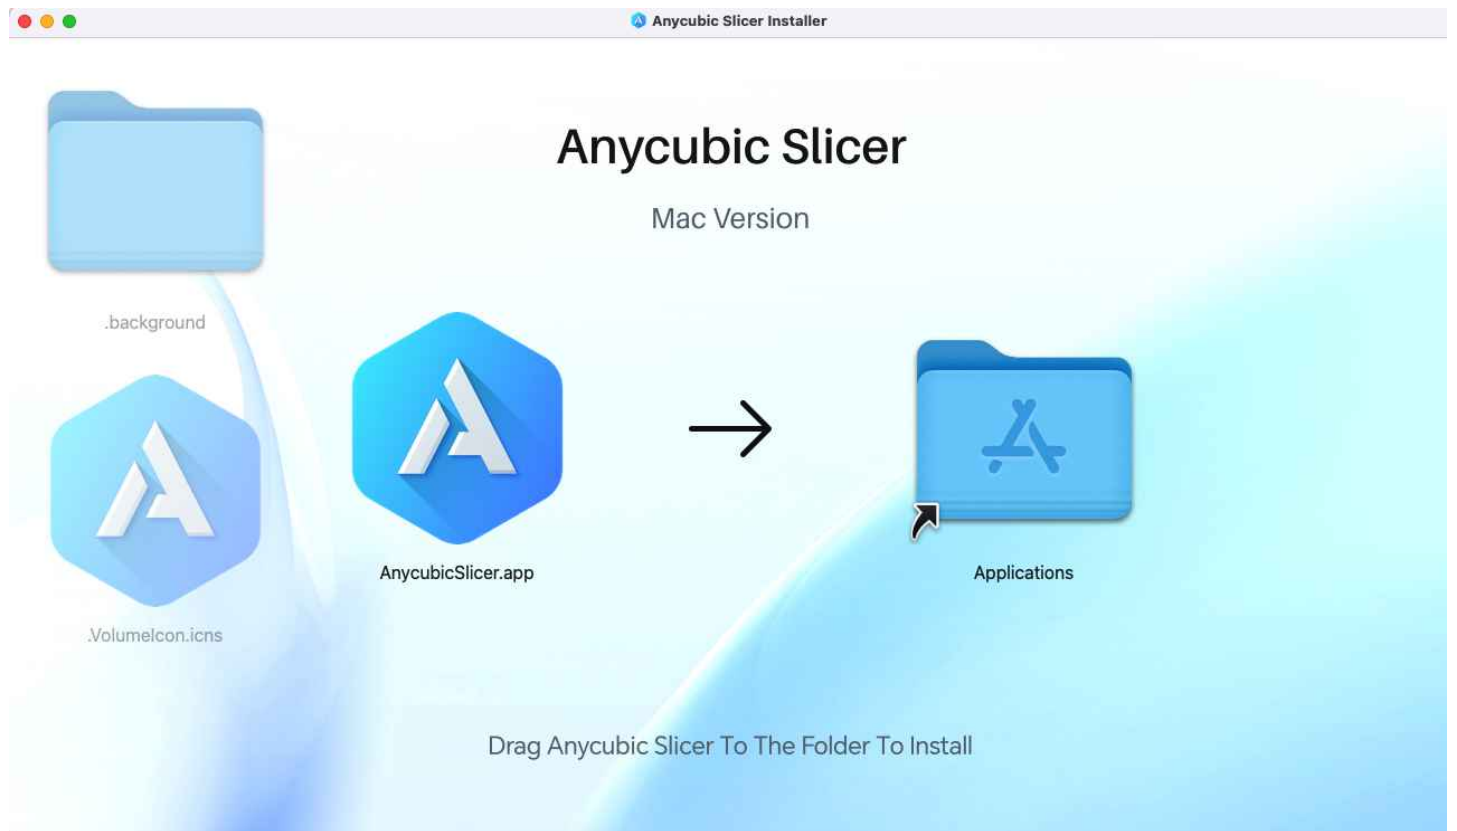 Anycubic Slicer Installer
Anycubic Slicer
Mac Version
.background
AnycubicSlicer.app
Applications
.VolumeIcon.icns
Drag Anycubic Slicer To The Folder To Install